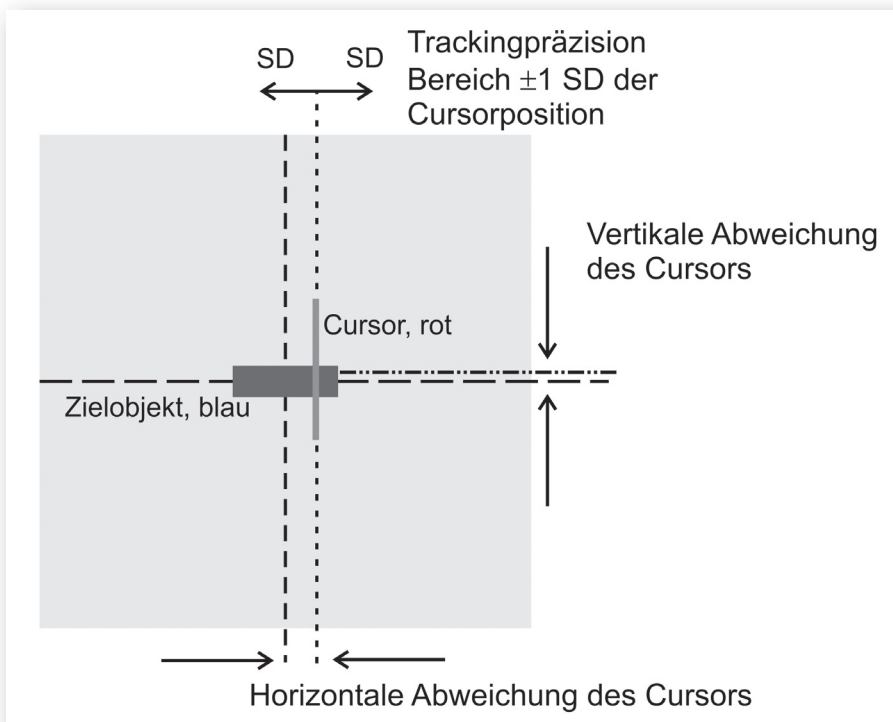 SD
SD
Trackingpräzision
Bereich ±1 SD der
Cursorposition
Vertikale Abweichung
des Cursors
Cursor, rot
Zielobjekt, blau
Horizontale Abweichung des Cursors